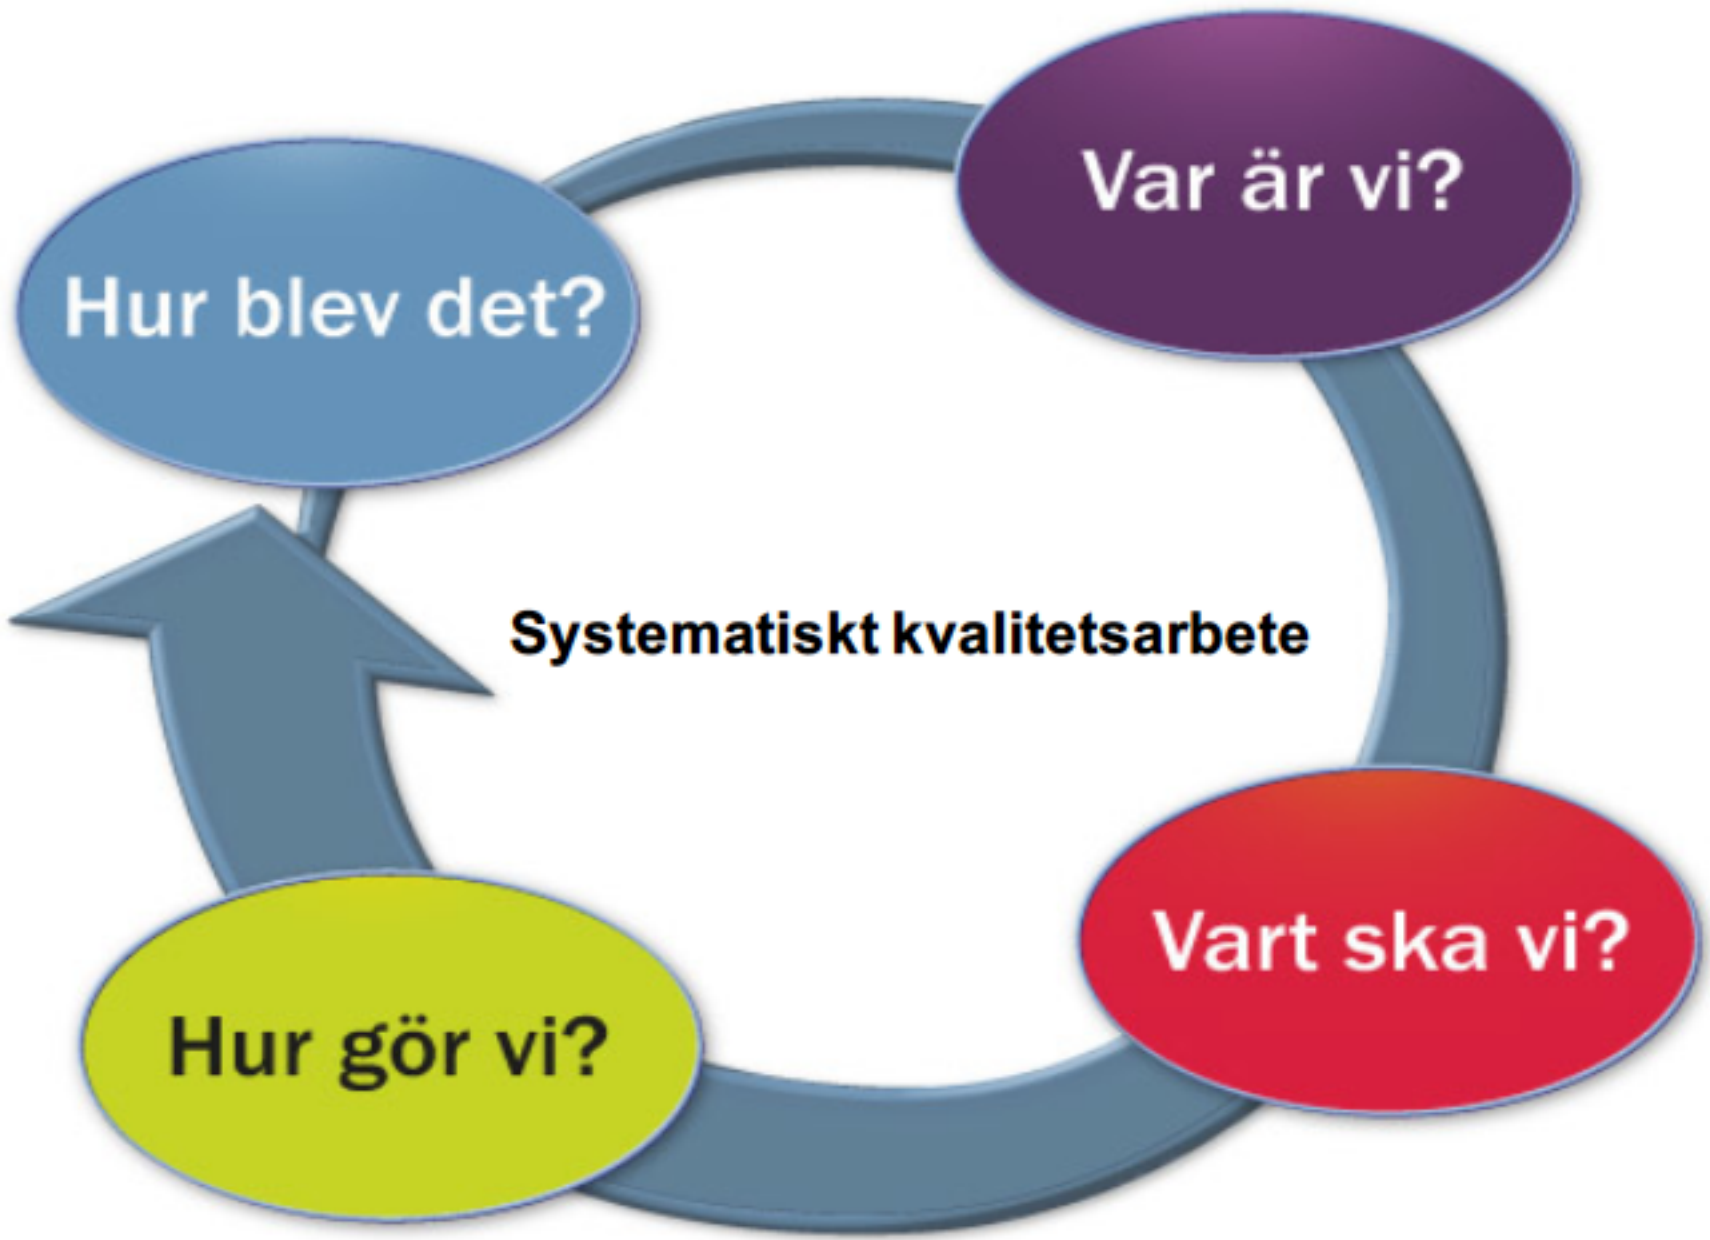 Var är vi?
Hur blev det?
Systematiskt kvalitetsarbete
Vart ska vi?
Hur gör vi?